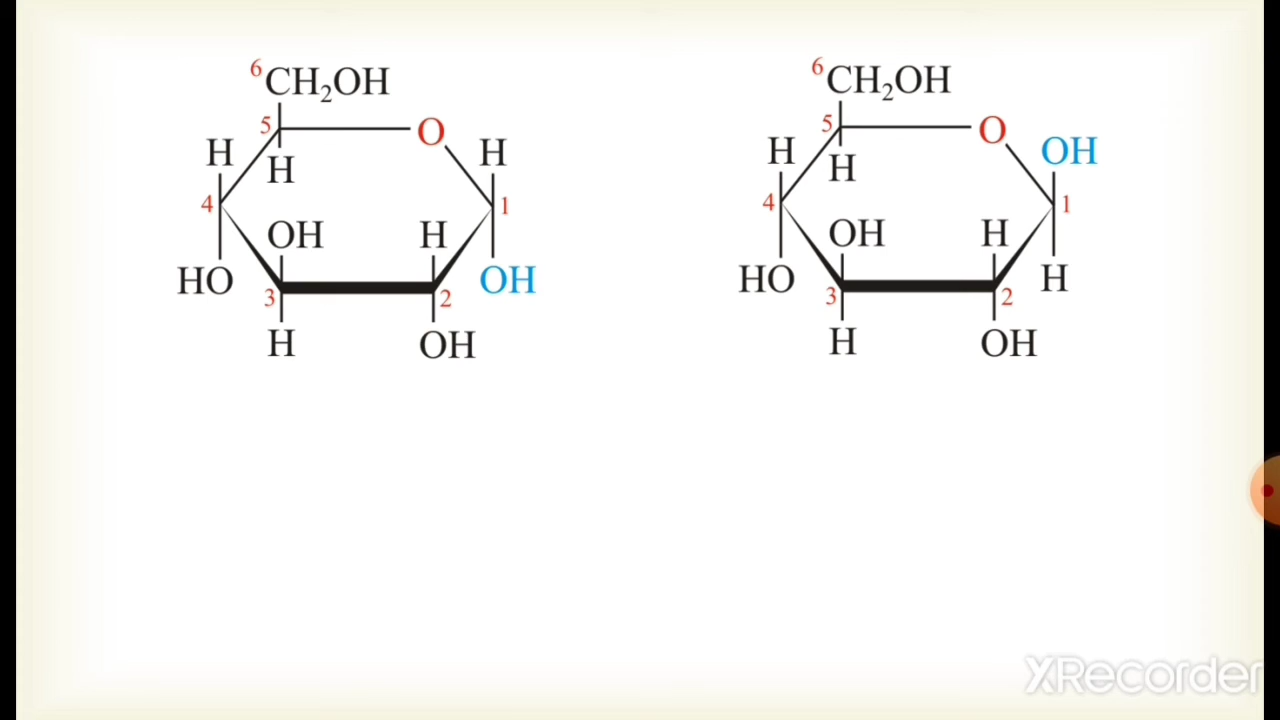 6CH₂OH
5 O
H H H
4 1
OH H
HO OH
3 2
H OH
6CH₂OH
5 O
H H OH
4 1
OH H
HO H
3 2
H OH
XRecorder